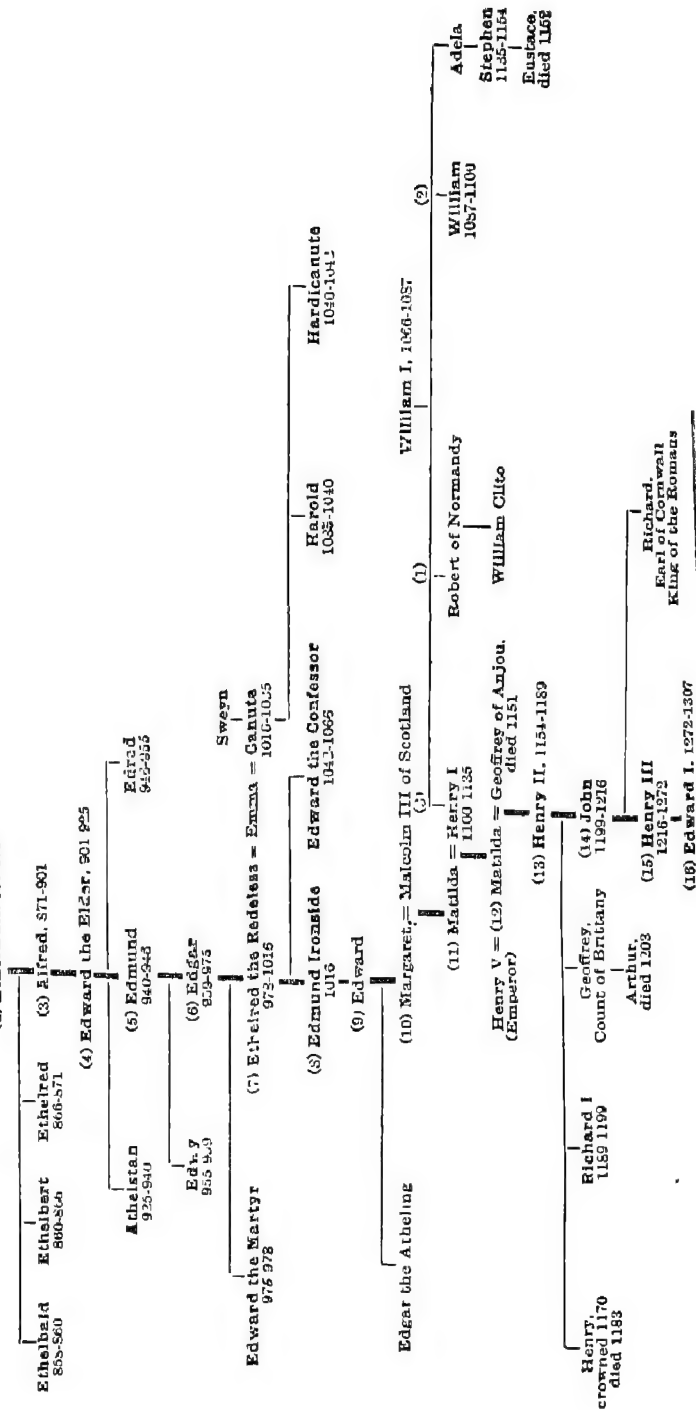 Ethelbald Ethelbert Ethelred (3) Alfred, 871-901
855-860 860-866 866-871
(4) Edward the Elder, 901-925
Athelstan (5) Edmund Edred
925-940 940-946 946-955
Edwy (6) Edgar
955-959 959-975
Sweyn
Edward the Martyr (7) Ethelred the Redeless = Emma = Canute
975-978 978-1016 1016-1035
(8) Edmund Ironside Edward the Confessor Harold Hardicanute
1016 1042-1066 1035-1040 1040-1042
(9) Edward
Edgar the Atheling (10) Margaret, = Malcolm III of Scotland William I, 1066-1087
(3) (1) (2)
(11) Matilda = Henry I Robert of Normandy William Adela
1100-1135 1087-1100
Stephen
1135-1154
Henry V = (12) Matilda = Geoffrey of Anjou, William Clito Eustace,
(Emperor) died 1151 died 1152
(13) Henry II, 1154-1189
Henry, Richard I Geoffrey, (14) John
crowned 1170 1189-1199 Count of Brittany 1199-1216
died 1183
Arthur, (15) Henry III Richard,
died 1203 1216-1272 Earl of Cornwall
King of the Romans
(16) Edward I, 1272-1307